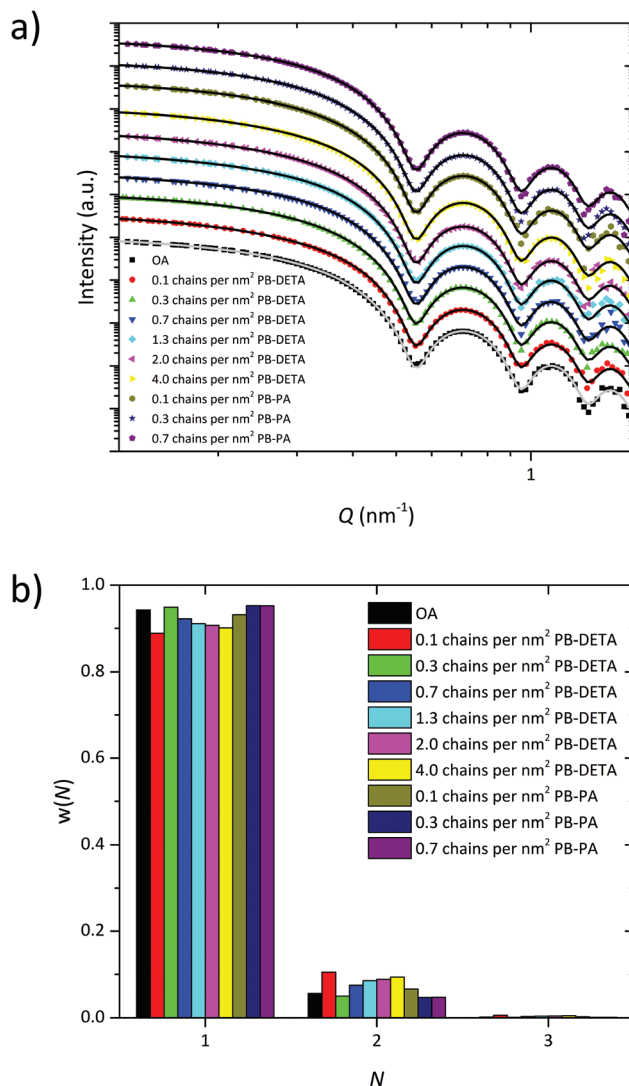 a)
Intensity (a.u.)
OA
0.1 chains per nm² PB-DETA
0.3 chains per nm² PB-DETA
0.7 chains per nm² PB-DETA
1.3 chains per nm² PB-DETA
2.0 chains per nm² PB-DETA
4.0 chains per nm² PB-DETA
0.1 chains per nm² PB-PA
0.3 chains per nm² PB-PA
0.7 chains per nm² PB-PA
1
Q (nm⁻¹)
b)
w(N)
1.0
0.8
0.6
0.4
0.2
0.0
OA
0.1 chains per nm² PB-DETA
0.3 chains per nm² PB-DETA
0.7 chains per nm² PB-DETA
1.3 chains per nm² PB-DETA
2.0 chains per nm² PB-DETA
4.0 chains per nm² PB-DETA
0.1 chains per nm² PB-PA
0.3 chains per nm² PB-PA
0.7 chains per nm² PB-PA
1 2 3
N